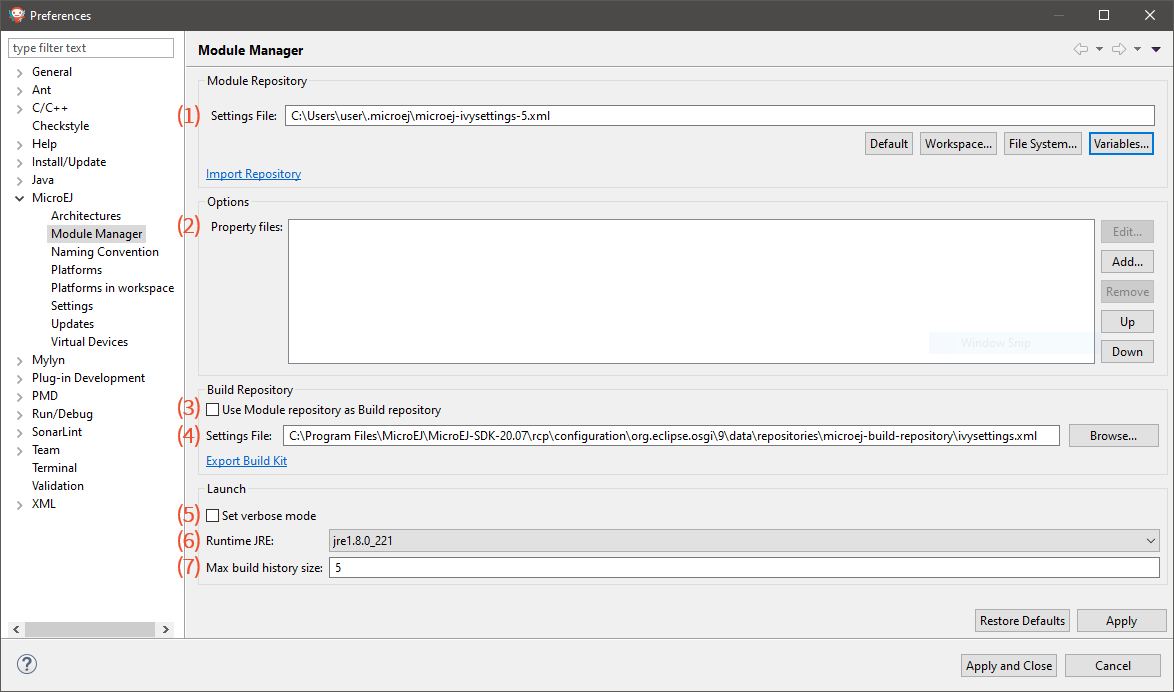 Preferences
type filter text
General
Ant
C/C++
Checkstyle
Help
Install/Update
Java
MicroEJ
Architectures
Module Manager
Naming Convention
Platforms
Platforms in workspace
Settings
Updates
Virtual Devices
Mylyn
Plug-in Development
PMD
Run/Debug
SonarLint
Team
Terminal
Validation
XML
Module Manager
Module Repository
(1) Settings File: C:\Users\user\.microej\microej-ivysettings-5.xml
Default Workspace... File System... Variables...
Import Repository
Options
(2) Property files:
Edit...
Add...
Remove
Up
Window Snip
Down
Build Repository
(3) Use Module repository as Build repository
(4) Settings File: C:\Program Files\MicroEJ\MicroEJ-SDK-20.07\rcp\configuration\org.eclipse.osgi\9\data\repositories\microej-build-repository\ivysettings.xml Browse...
Export Build Kit
Launch
(5) Set verbose mode
(6) Runtime JRE: jre1.8.0_221
(7) Max build history size: 5
Restore Defaults Apply
? Apply and Close Cancel